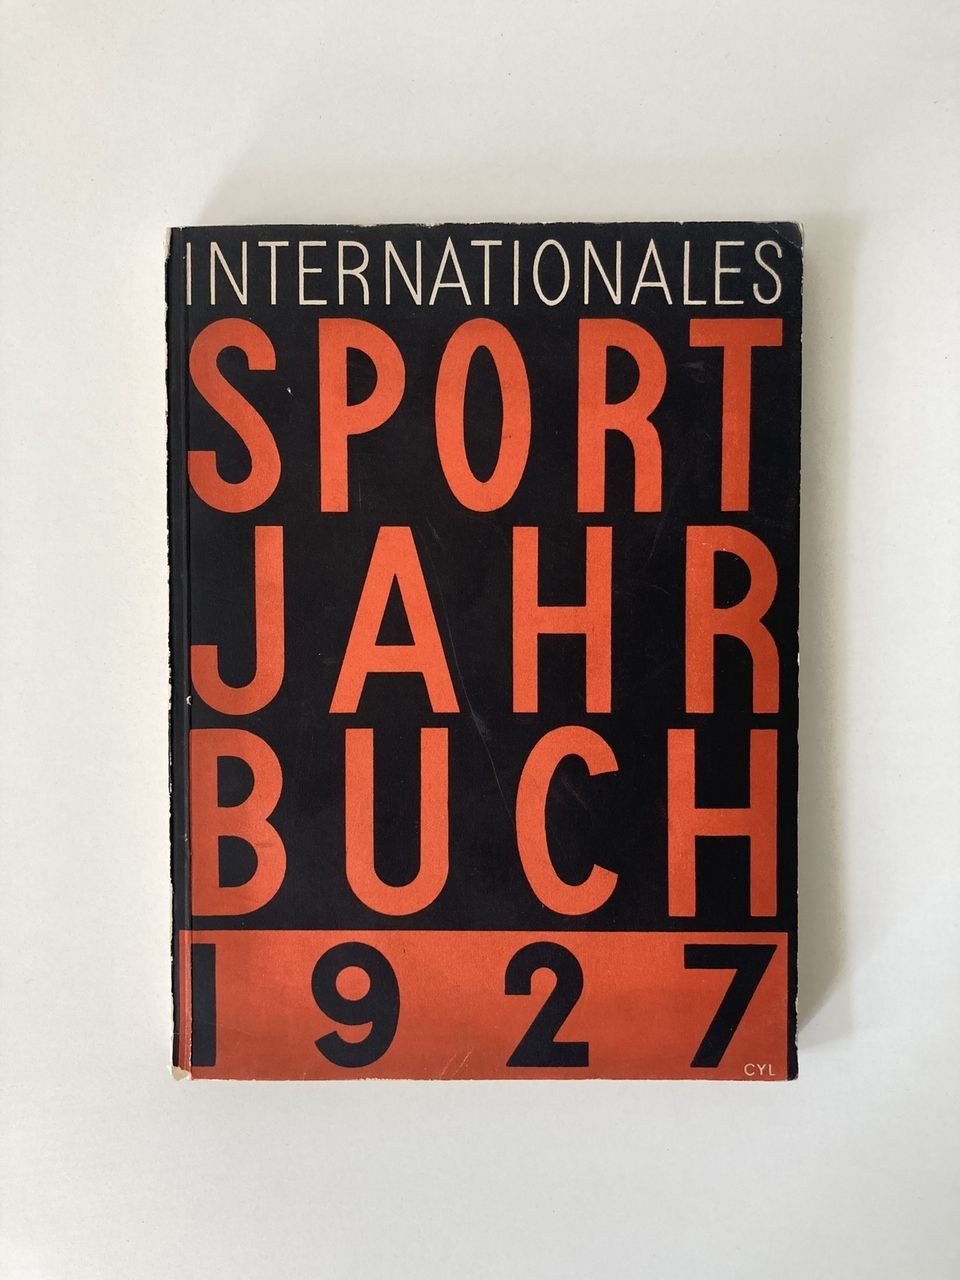 INTERNATIONALES
SPORT
JAHR
BUCH
1927
CYL